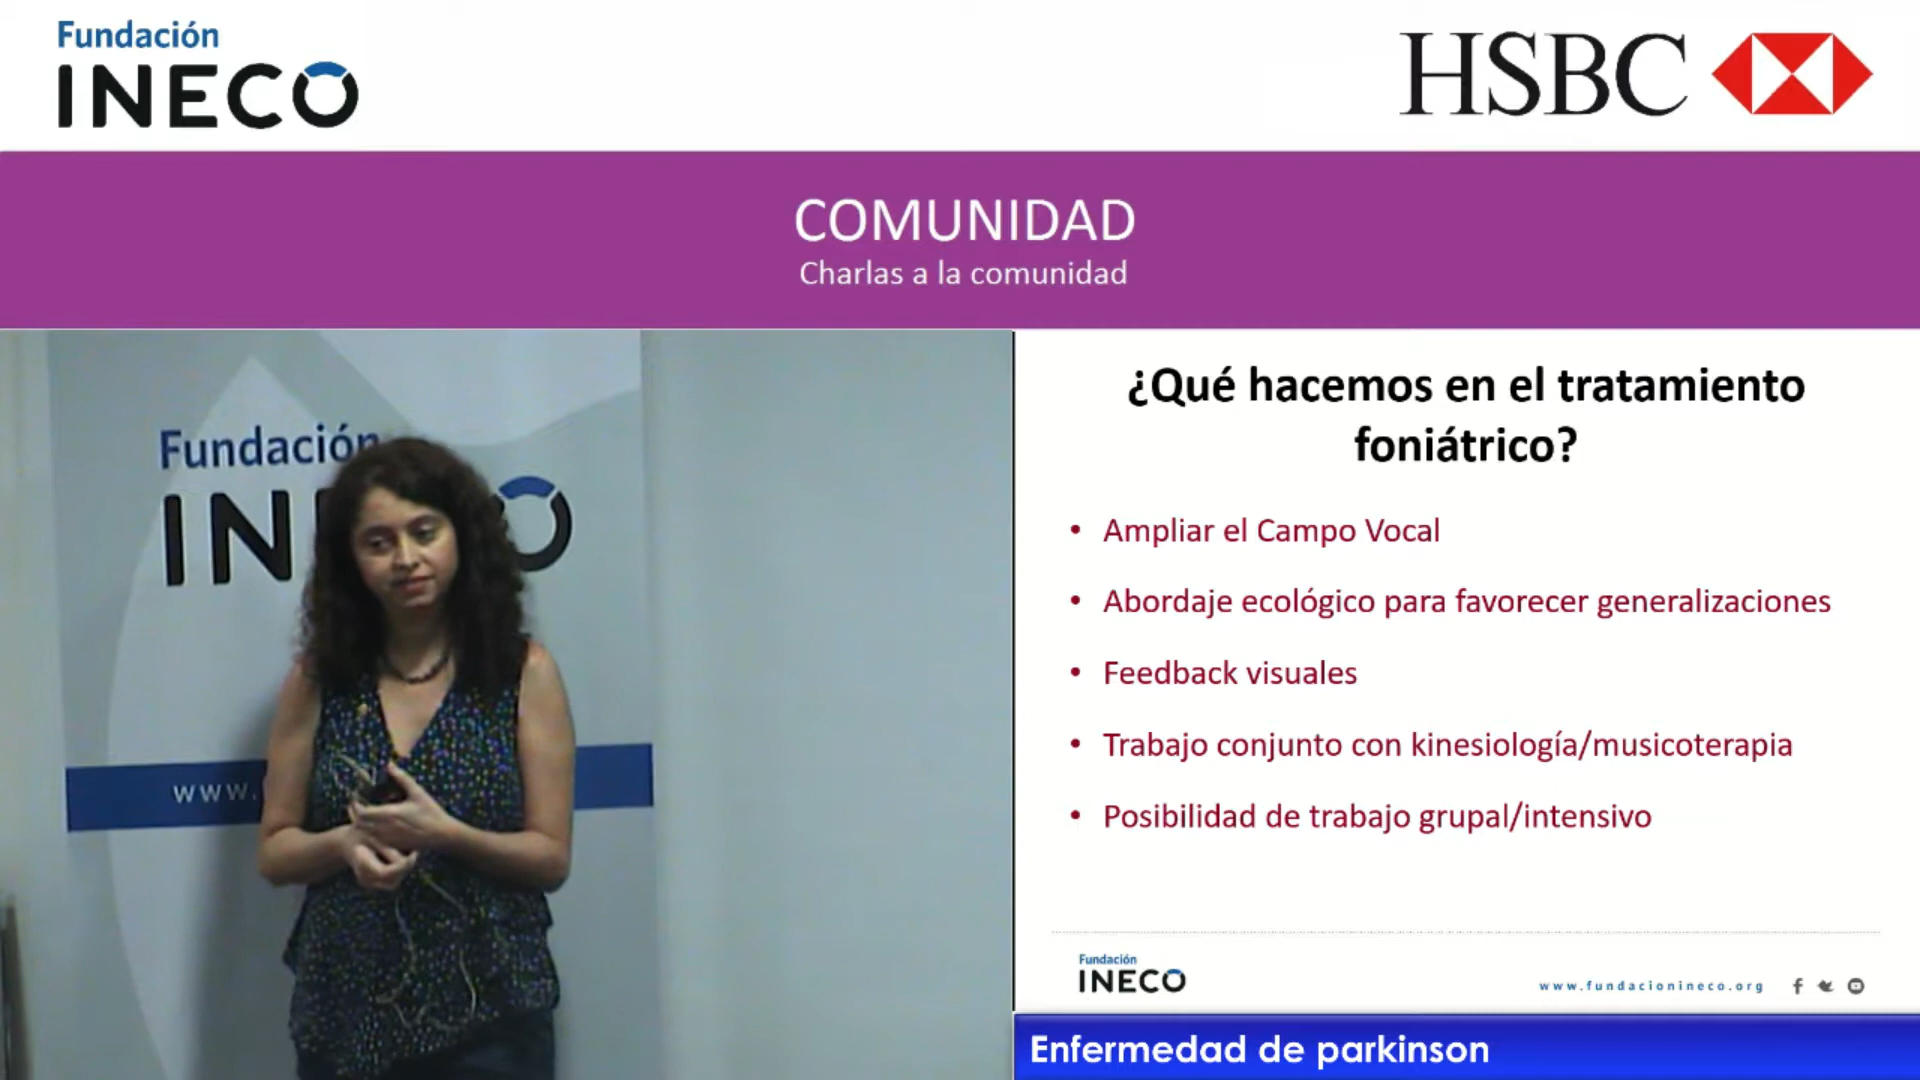 Fundación
INECO
HSBC
COMUNIDAD
Charlas a la comunidad
Fundación
IN
O
www.
¿Qué hacemos en el tratamiento
foniátrico?
• Ampliar el Campo Vocal
• Abordaje ecológico para favorecer generalizaciones
• Feedback visuales
• Trabajo conjunto con kinesiología/musicoterapia
• Posibilidad de trabajo grupal/intensivo
Fundación
INECO
www.fundacionineco.org
Enfermedad de parkinson